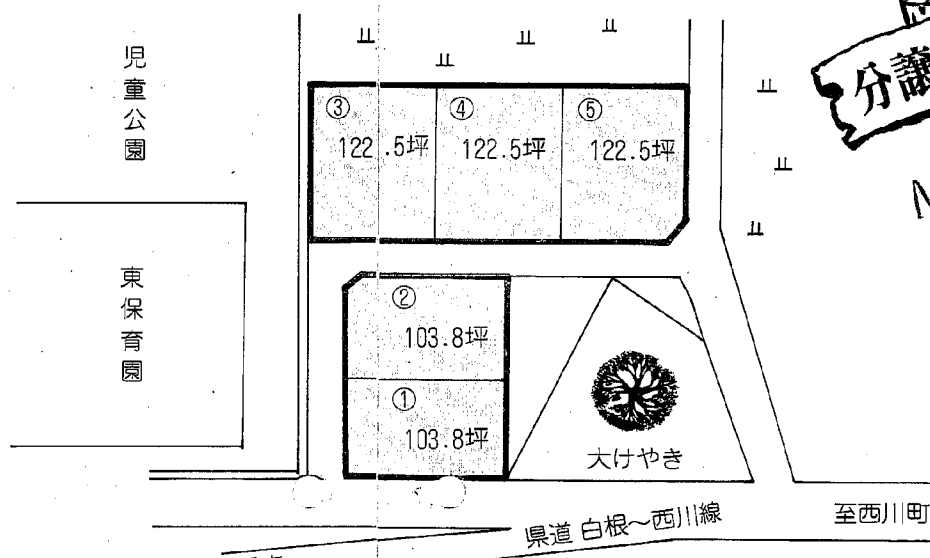 児童公園
分譲
③
122.5坪
④
122.5坪
⑤
122.5坪
東保育園
②
103.8坪
①
103.8坪
大けやき
県道 白根〜西川線
至西川町